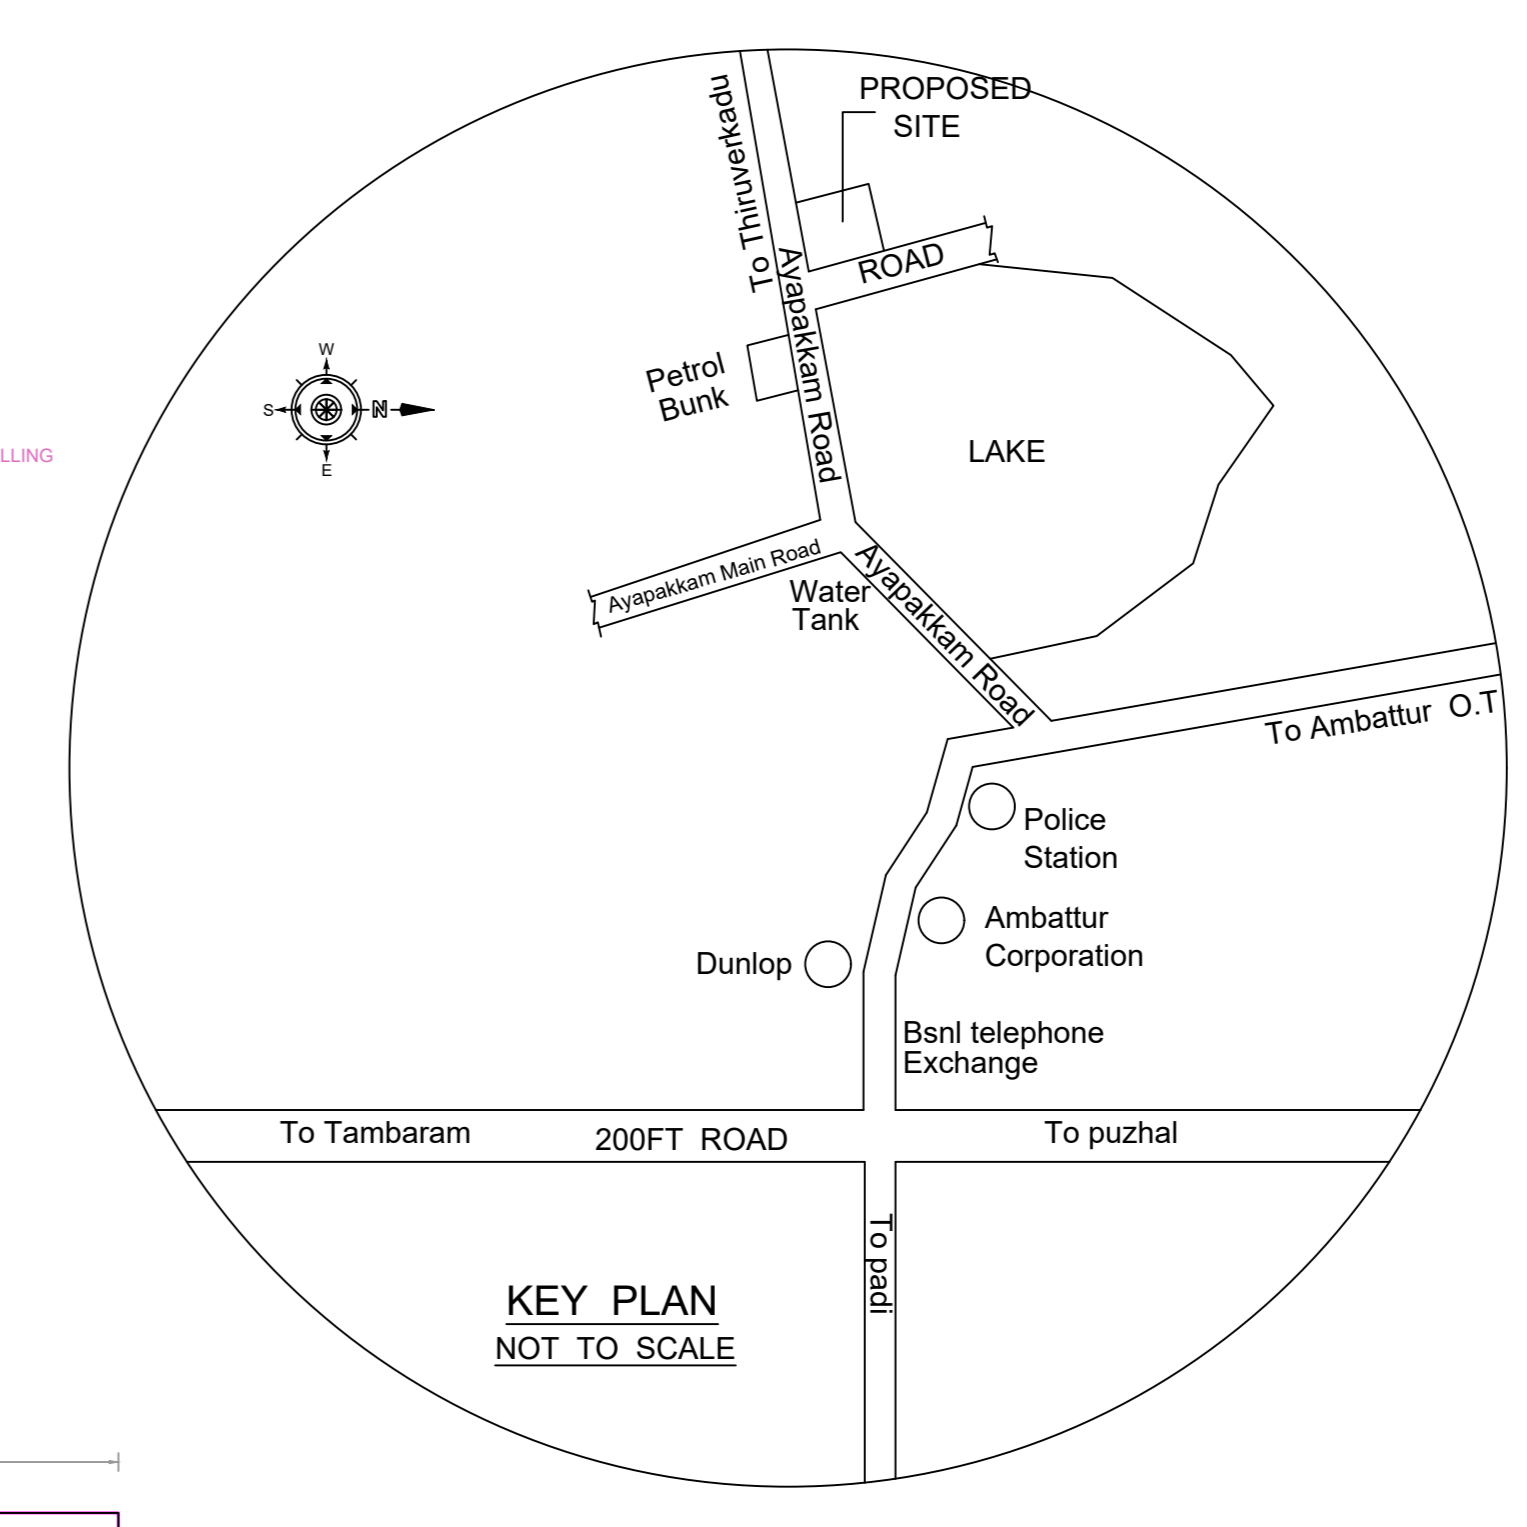 PROPOSED
SITE
To Thiruverkadu
Ayapakkam Road
ROAD
W
S
N
E
Petrol
Bunk
LLING
LAKE
Ayapakkam Main Road
Water
Tank
Ayapakkam Road
To Ambattur O.T
Police
Station
Ambattur
Corporation
Dunlop
Bsnl telephone
Exchange
To Tambaram
200FT ROAD
To puzhal
To padi
KEY PLAN
NOT TO SCALE